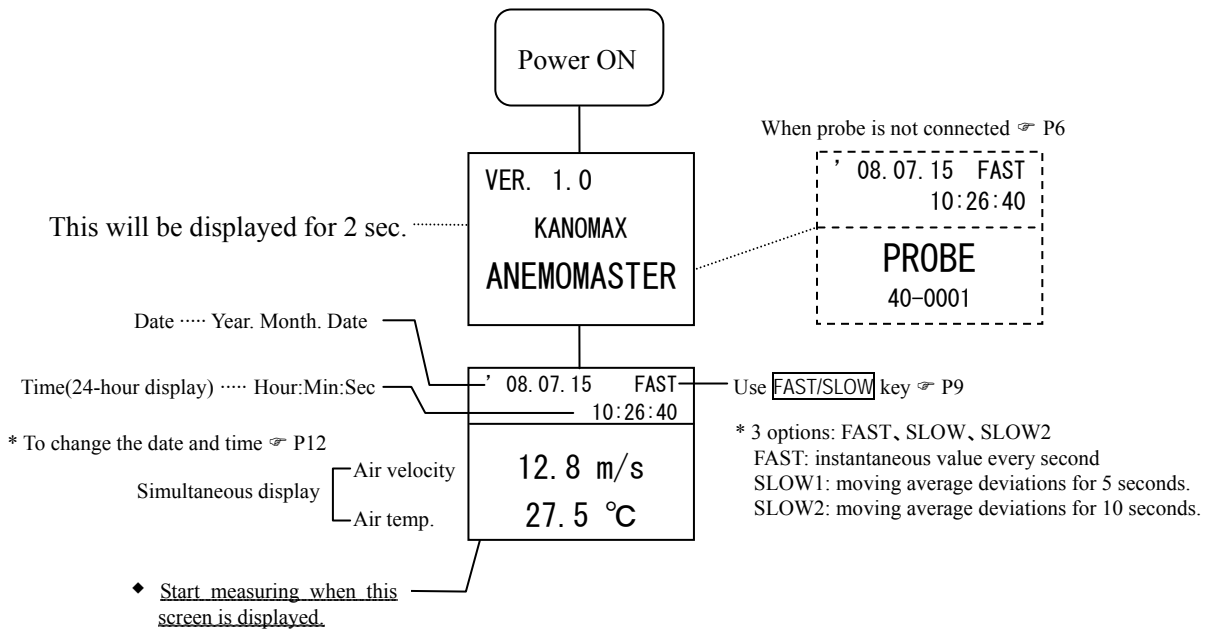 Power ON
When probe is not connected ☞ P6
VER. 1.0
KANOMAX
ANEMOMASTER
This will be displayed for 2 sec.
' 08.07.15 FAST
10:26:40
PROBE
40-0001
Date ····· Year. Month. Date
Time(24-hour display) ····· Hour:Min:Sec
* To change the date and time ☞ P12
' 08.07.15 FAST
10:26:40
Use FAST/SLOW key ☞ P9
* 3 options: FAST、SLOW、SLOW2
FAST: instantaneous value every second
SLOW1: moving average deviations for 5 seconds.
SLOW2: moving average deviations for 10 seconds.
Simultaneous display
Air velocity
Air temp.
12.8 m/s
27.5 ℃
◆ Start measuring when this
screen is displayed.